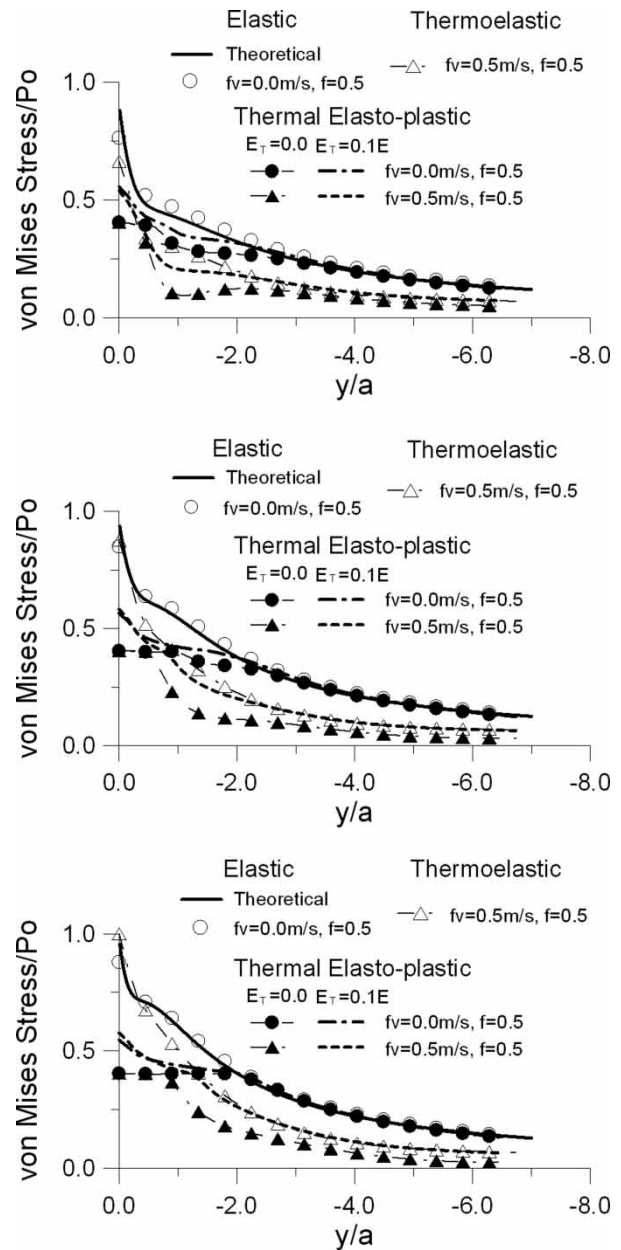 Elastic Thermoelastic
Theoretical
fv=0.0m/s, f=0.5 fv=0.5m/s, f=0.5
1.0
Thermal Elasto-plastic
E_T=0.0 E_T=0.1E
fv=0.0m/s, f=0.5
fv=0.5m/s, f=0.5
0.5
0.0
von Mises Stress/Po
0.0 -2.0 -4.0 -6.0 -8.0
y/a
Elastic Thermoelastic
Theoretical
fv=0.0m/s, f=0.5 fv=0.5m/s, f=0.5
1.0
Thermal Elasto-plastic
E_T=0.0 E_T=0.1E
fv=0.0m/s, f=0.5
fv=0.5m/s, f=0.5
0.5
0.0
von Mises Stress/Po
0.0 -2.0 -4.0 -6.0 -8.0
y/a
Elastic Thermoelastic
Theoretical
fv=0.0m/s, f=0.5 fv=0.5m/s, f=0.5
1.0
Thermal Elasto-plastic
E_T=0.0 E_T=0.1E
fv=0.0m/s, f=0.5
fv=0.5m/s, f=0.5
0.5
0.0
von Mises Stress/Po
0.0 -2.0 -4.0 -6.0 -8.0
y/a